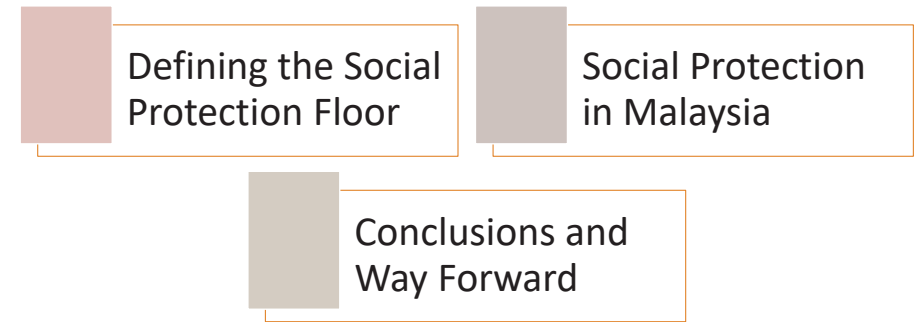 Defining the Social
Protection Floor
Social Protection
in Malaysia
Conclusions and
Way Forward